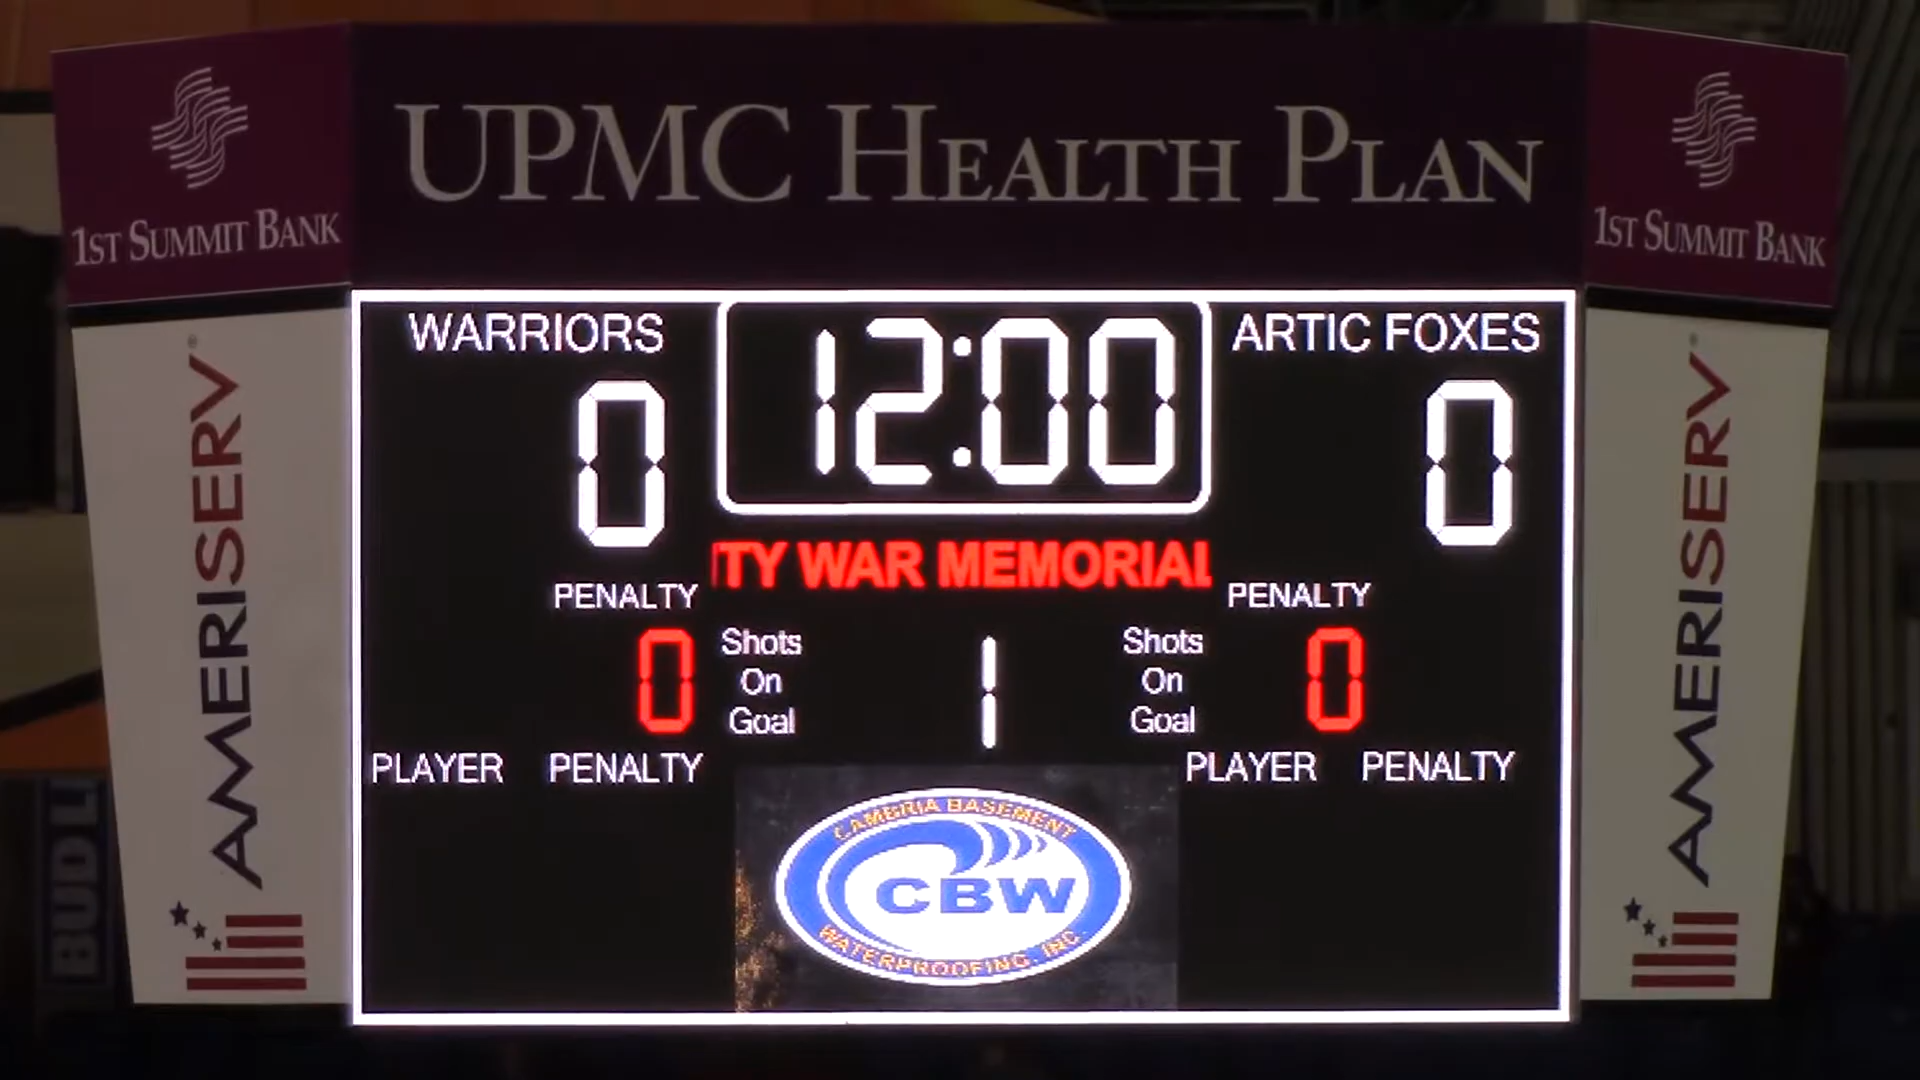 UPMC HEALTH PLAN
1ST SUMMIT BANK
1ST SUMMIT BANK
AMERISERV®
AMERISERV®
WARRIORS
12:00
ARTIC FOXES
0
0
TY WAR MEMORIAL
PENALTY
PENALTY
0
Shots
On
Goal
1
Shots
On
Goal
0
PLAYER PENALTY
PLAYER PENALTY
CAMBRIA BASEMENT
CBW
WATERPROOFING, INC.
BUD L